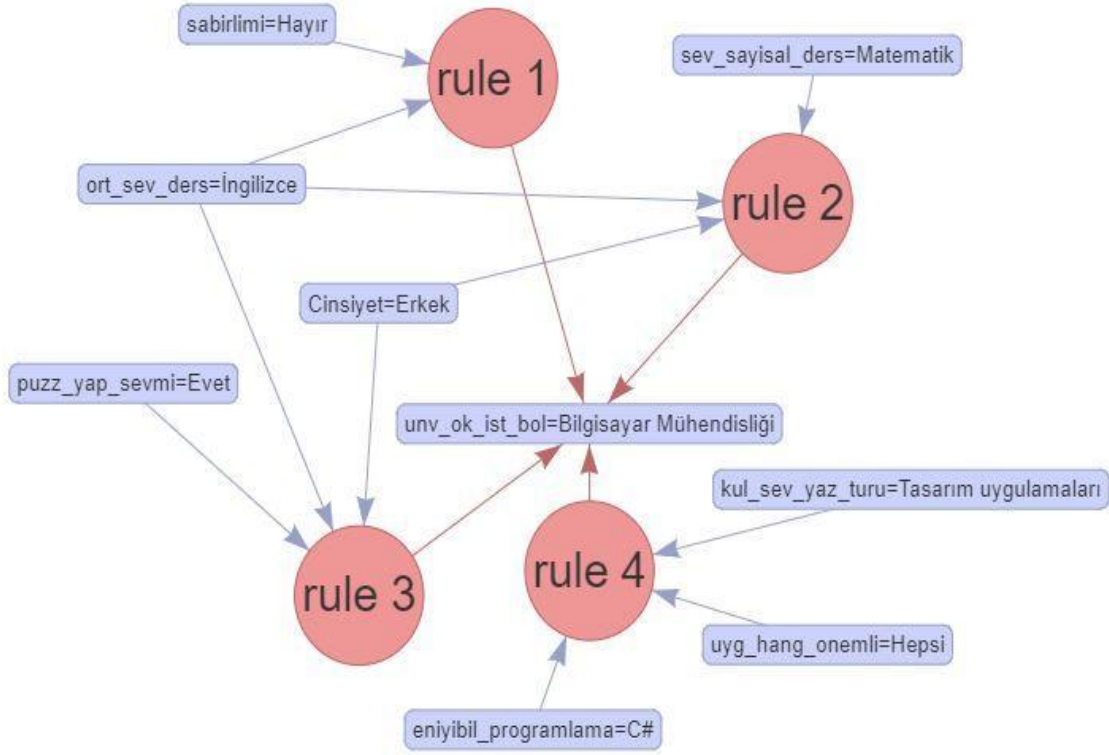 sabirlimi=Hayır
rule 1
sev_sayisal_ders=Matematik
ort_sev_ders=İngilizce
rule 2
Cinsiyet=Erkek
puzz_yap_sevmi=Evet
unv_ok_ist_bol=Bilgisayar Mühendisliği
kul_sev_yaz_turu=Tasarım uygulamaları
rule 3
rule 4
uyg_hang_onemli=Hepsi
eniyibil_programlama=C#